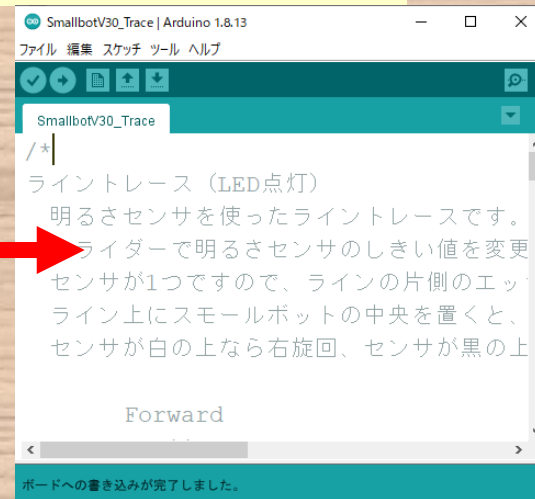 SmallbotV30_Trace | Arduino 1.8.13
ファイル 編集 スケッチ ツール ヘルプ
SmallbotV30_Trace
/*
ライントレース（LED点灯）
明るさセンサを使ったライントレースです。
ライダーで明るさセンサのしきい値を変更
センサが1つですので、ラインの片側のエッ
ライン上にスモールボットの中央を置くと、
センサが白の上なら右旋回、センサが黒の上
Forward
ボードへの書き込みが完了しました。